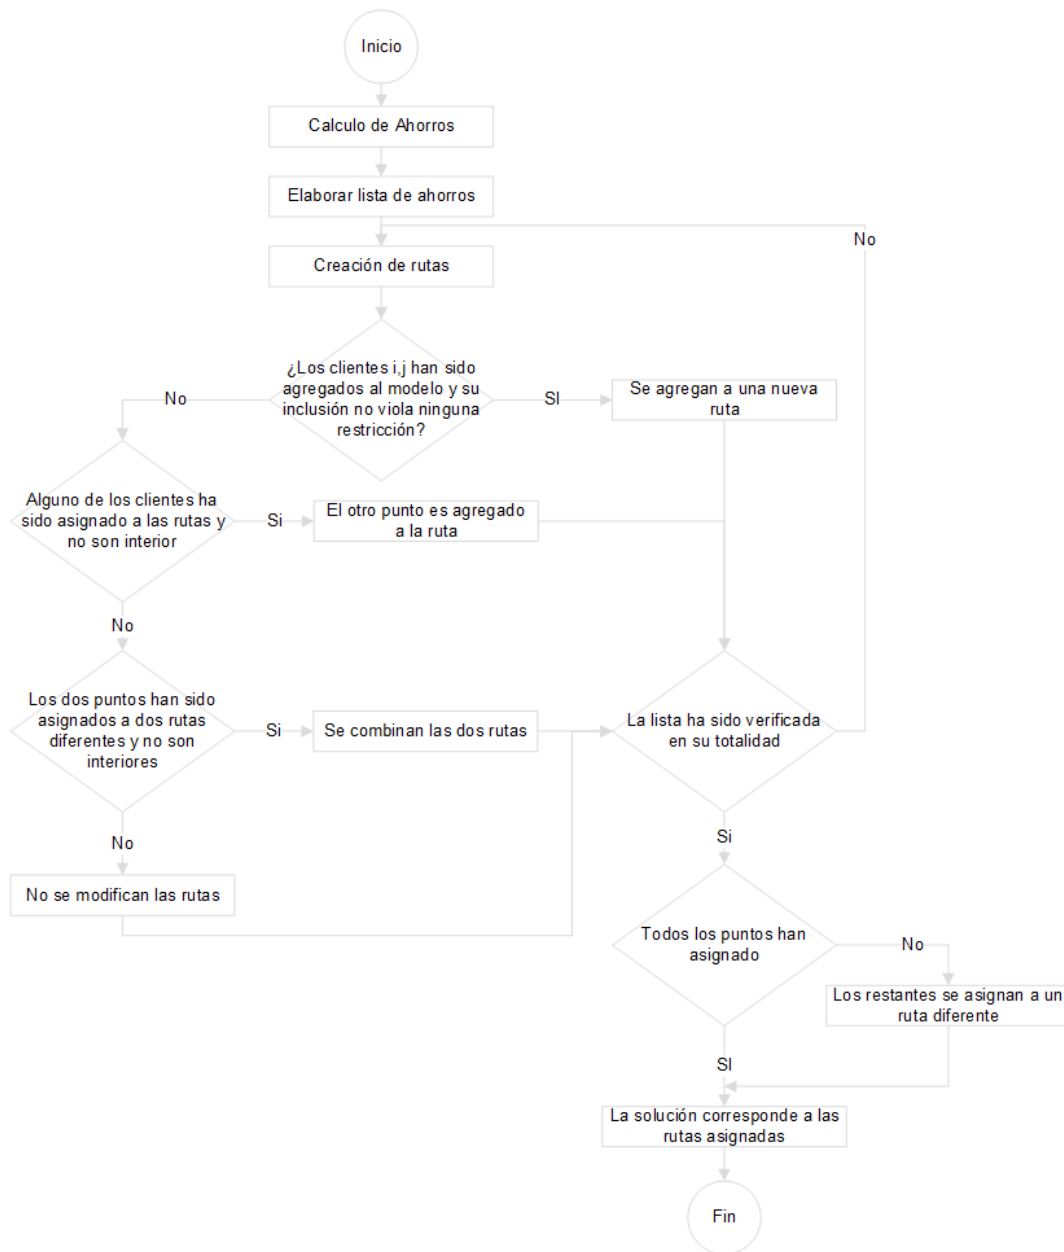 Inicio
Calculo de Ahorros
Elaborar lista de ahorros
No
Creación de rutas
¿Los clientes i,j han sido
agregados al modelo y su
inclusión no viola ninguna
restricción?
No
SI
Se agregan a una nueva
ruta
Alguno de los clientes ha
sido asignado a las rutas y
no son interior
Si
El otro punto es agregado
a la ruta
No
Los dos puntos han sido
asignados a dos rutas
diferentes y no son
interiores
Si
Se combinan las dos rutas
La lista ha sido verificada
en su totalidad
No
Si
No se modifican las rutas
Todos los puntos han
asignado
No
Los restantes se asignan a un
ruta diferente
SI
La solución corresponde a las
rutas asignadas
Fin